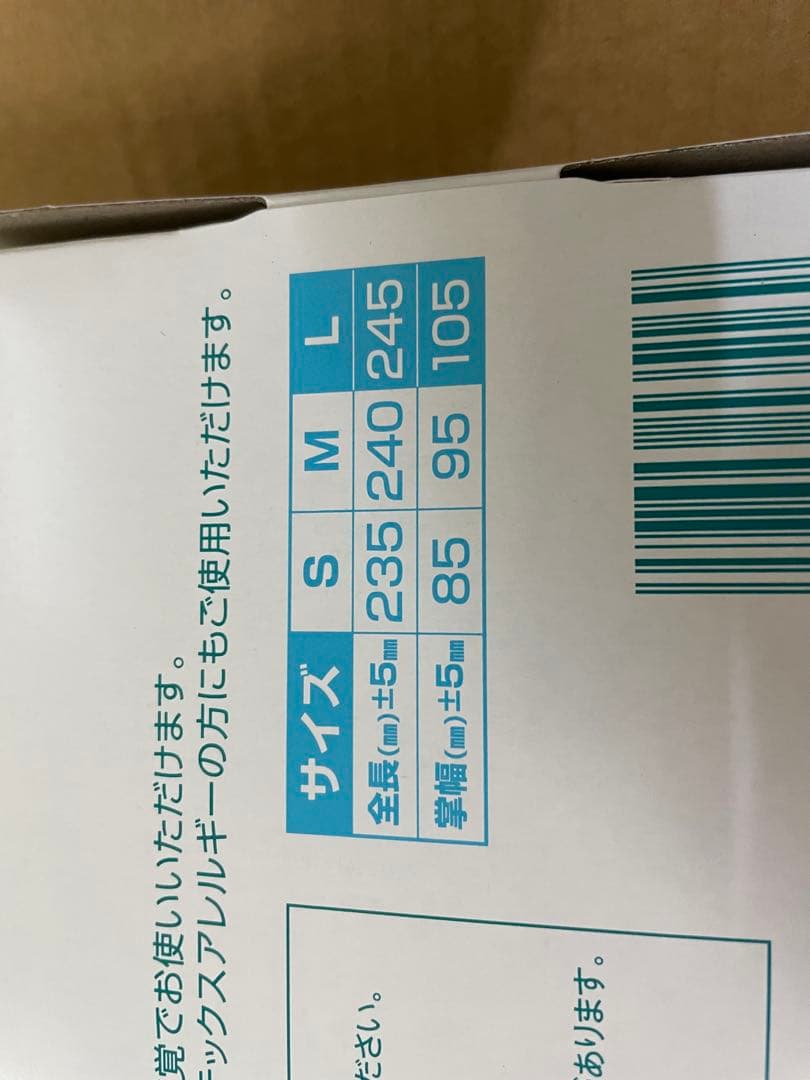 覚でお使いいただけます。
テックスアレルギーの方にもご使用いただけます。
サイズ S M L
全長(㎜)±5㎜ 235 240 245
掌幅(㎜)±5㎜ 85 95 105
ださい。
あります。